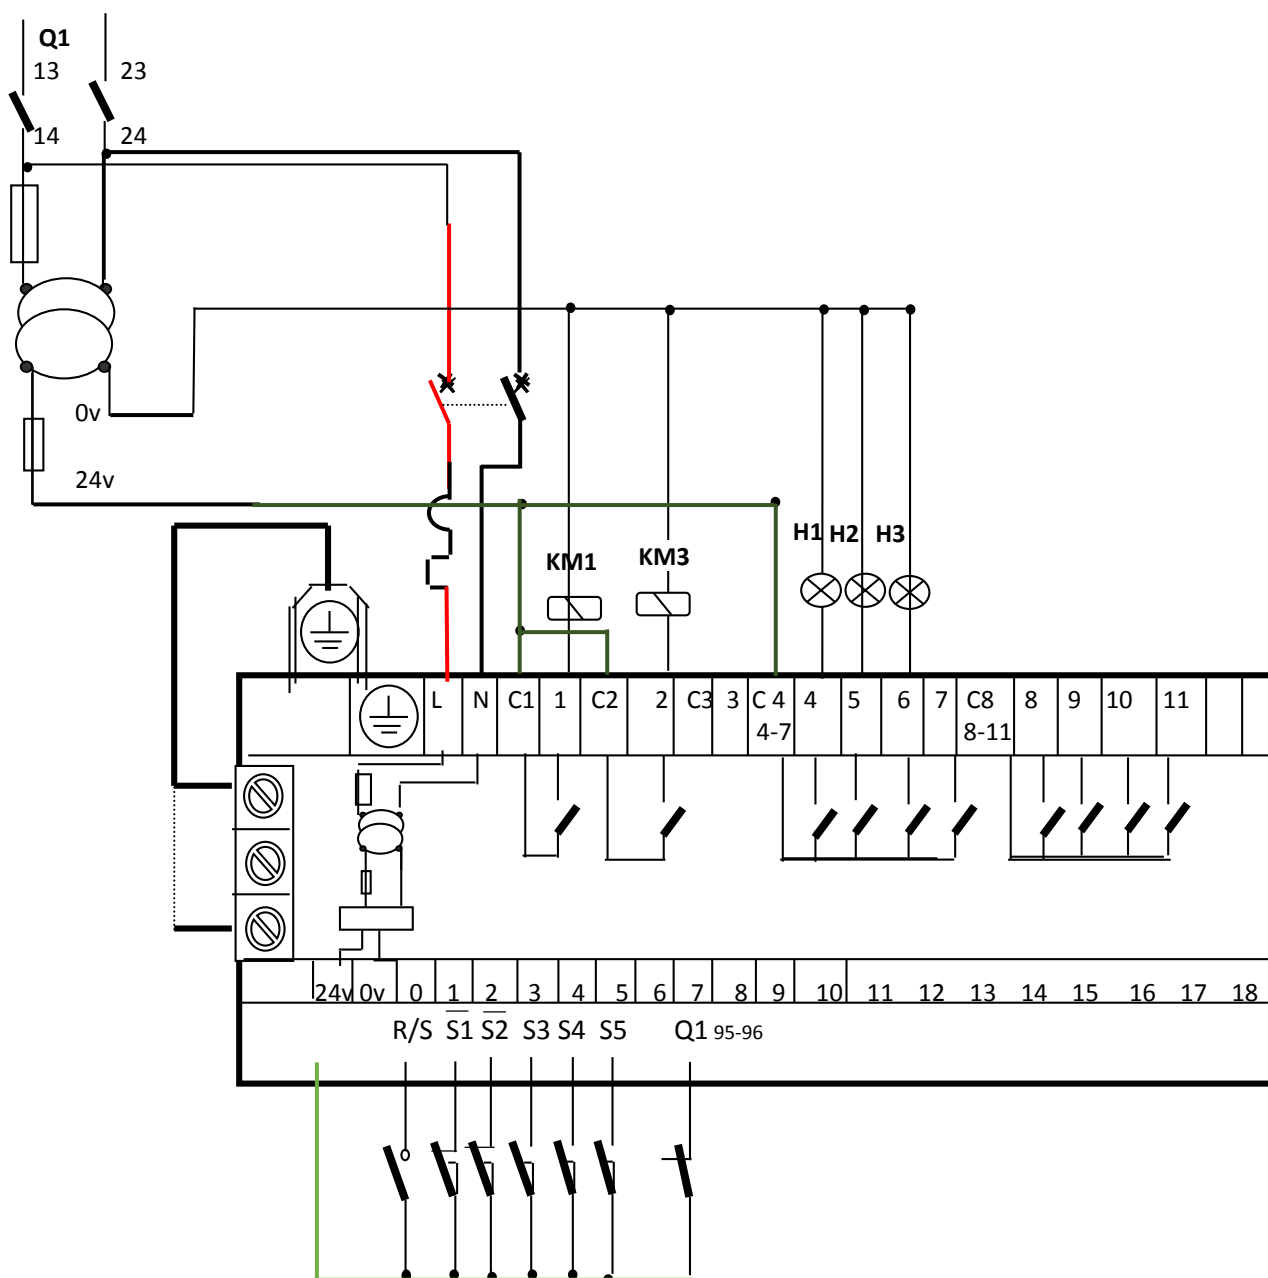 Q1
13 23
14 24
0v
24v
H1 H2 H3
KM1 KM3
L N C1 1 C2 2 C3 3 C 4 4 5 6 7 C8 8 9 10 11
4-7 8-11
24v 0v 0 1 2 3 4 5 6 7 8 9 10 11 12 13 14 15 16 17 18
R/S S̅1̅ S̅2̅ S3 S4 S5 Q1 95-96